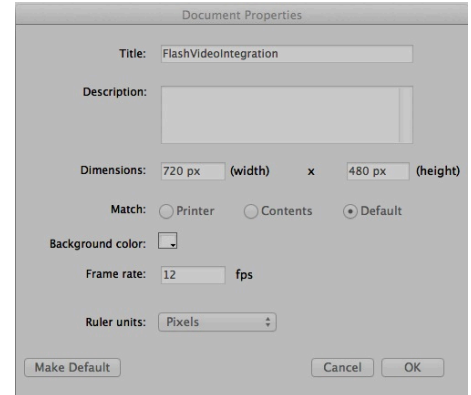 Document Properties
Title: FlashVideoIntegration
Description:
Dimensions: 720 px (width) x 480 px (height)
Match: Printer Contents Default
Background color:
Frame rate: 12 fps
Ruler units: Pixels
Make Default Cancel OK